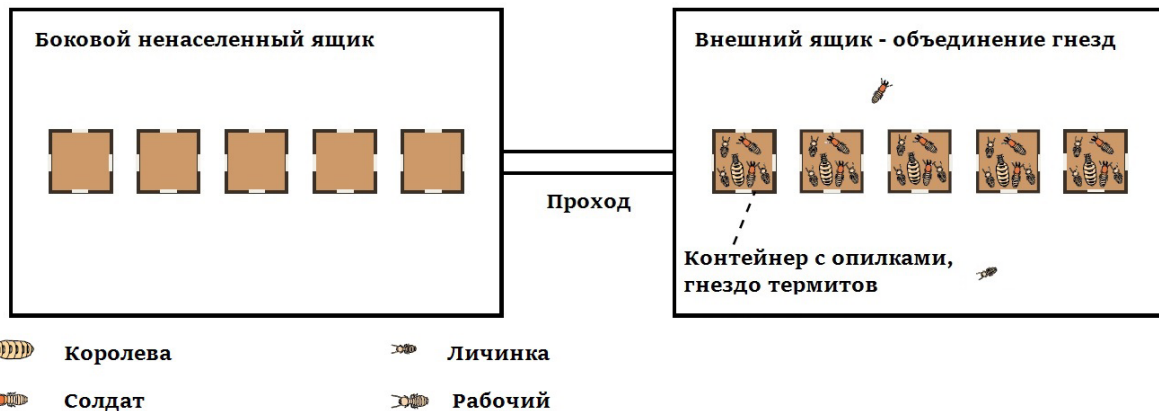 Боковой ненаселенный ящик
Внешний ящик - объединение гнезд
Проход
Контейнер с опилками,
гнездо термитов
Королева
Личинка
Солдат
Рабочий